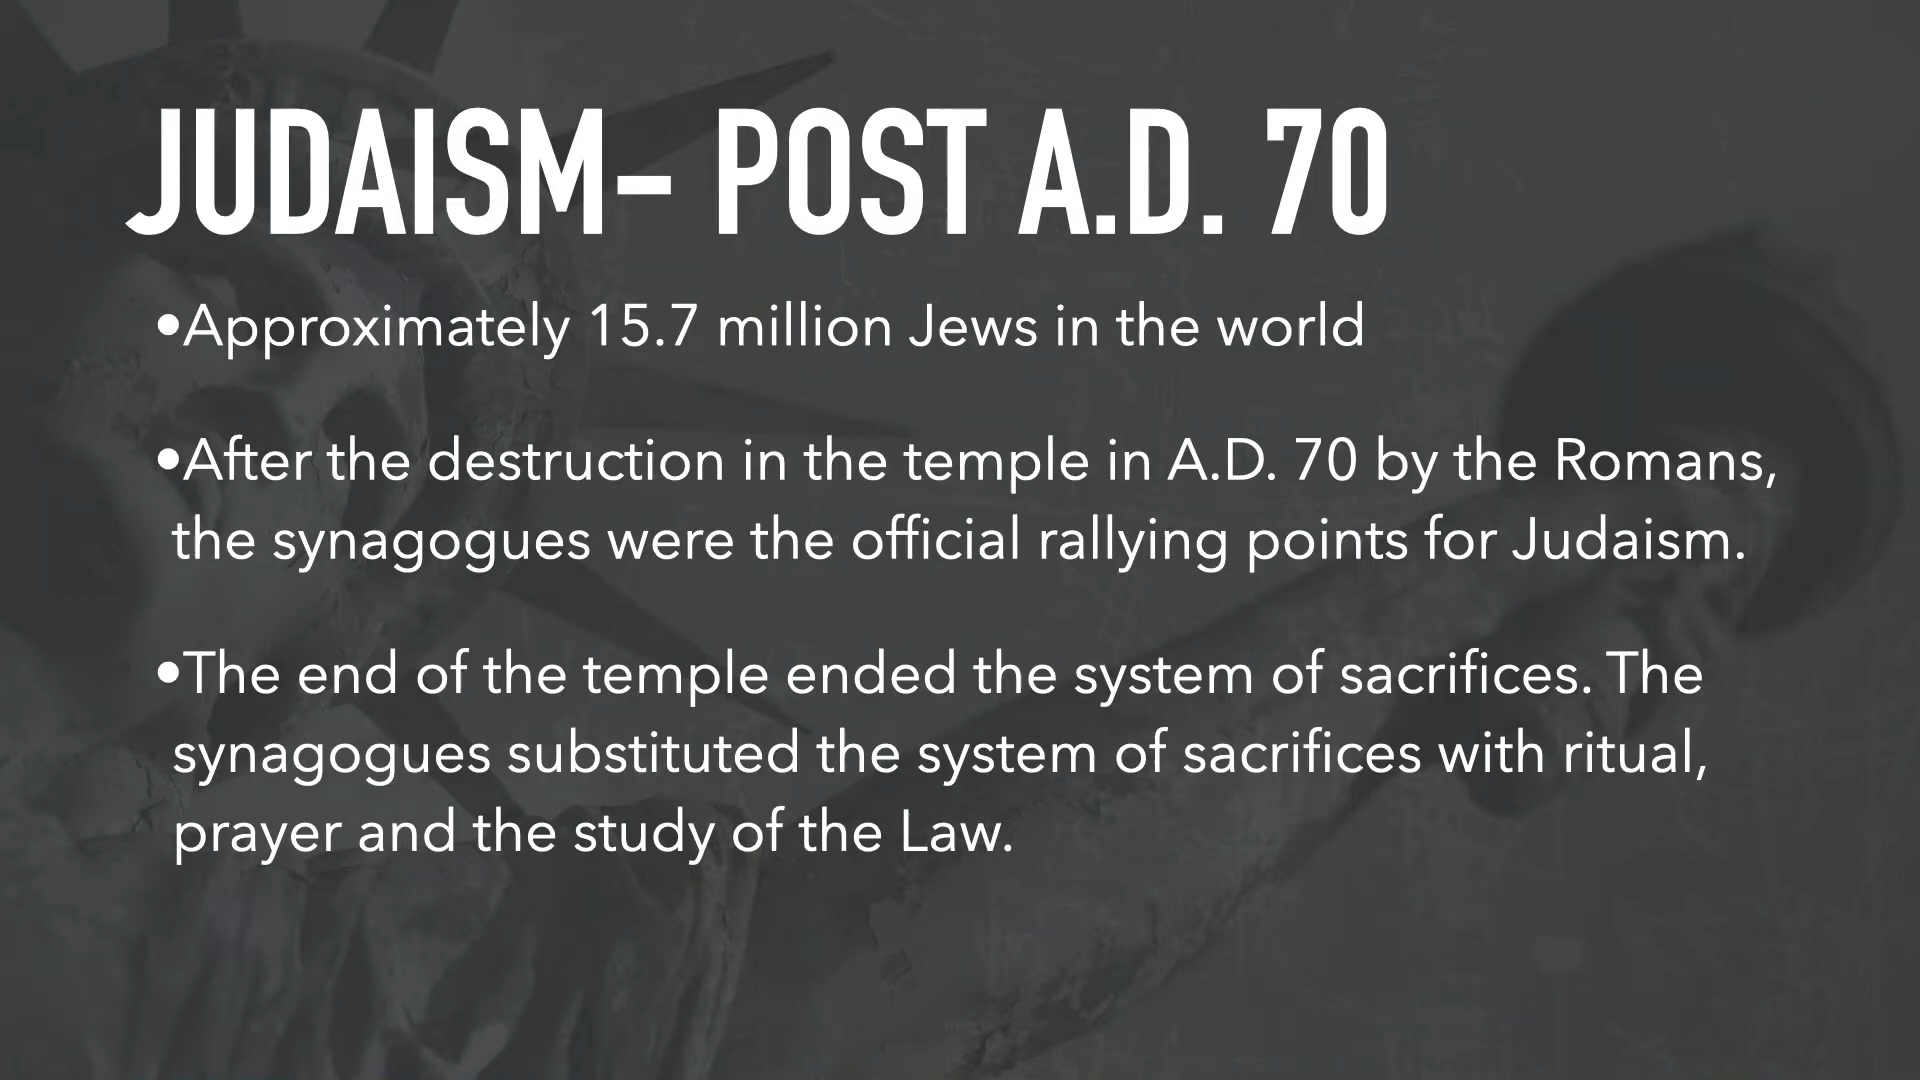 JUDAISM– POST A.D. 70
•Approximately 15.7 million Jews in the world
•After the destruction in the temple in A.D. 70 by the Romans,
the synagogues were the official rallying points for Judaism.
•The end of the temple ended the system of sacrifices. The
synagogues substituted the system of sacrifices with ritual,
prayer and the study of the Law.